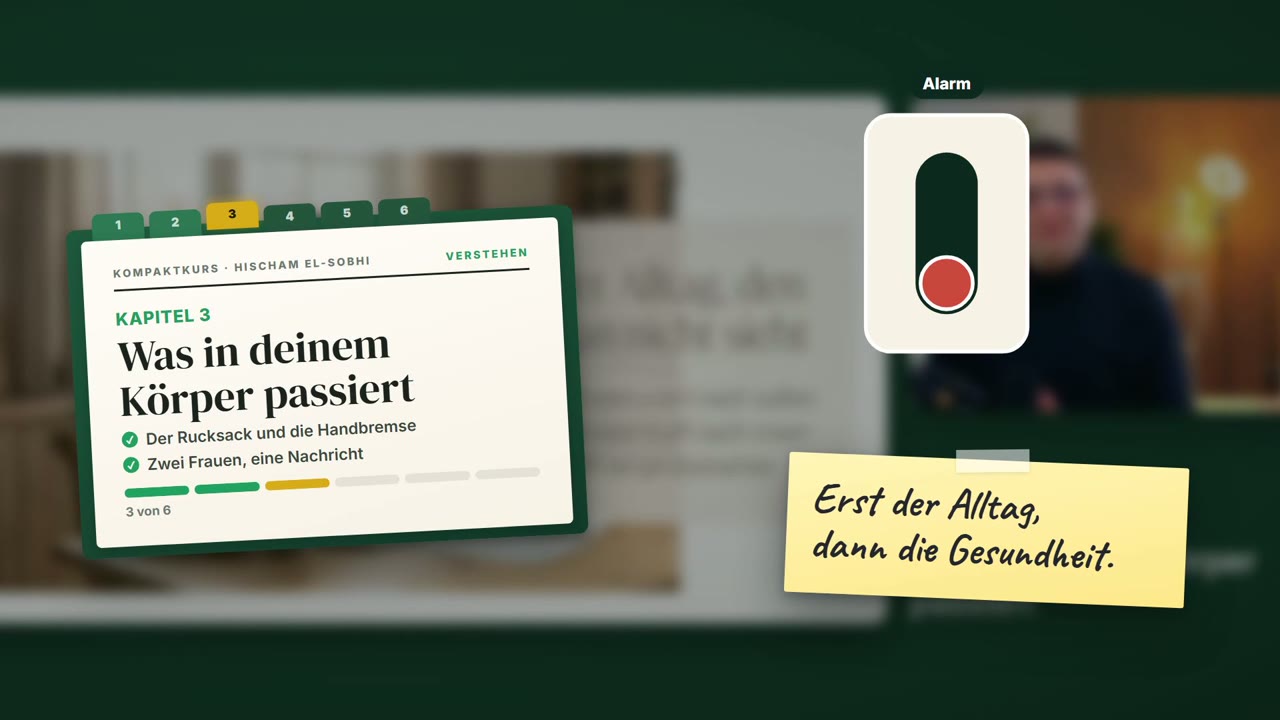 1
2
3
4
5
6
KOMPAKTKURS · HISCHAM EL-SOBHI
VERSTEHEN
KAPITEL 3
Was in deinem
Körper passiert
Der Rucksack und die Handbremse
Zwei Frauen, eine Nachricht
3 von 6
Alarm
Erst der Alltag,
dann die Gesundheit.